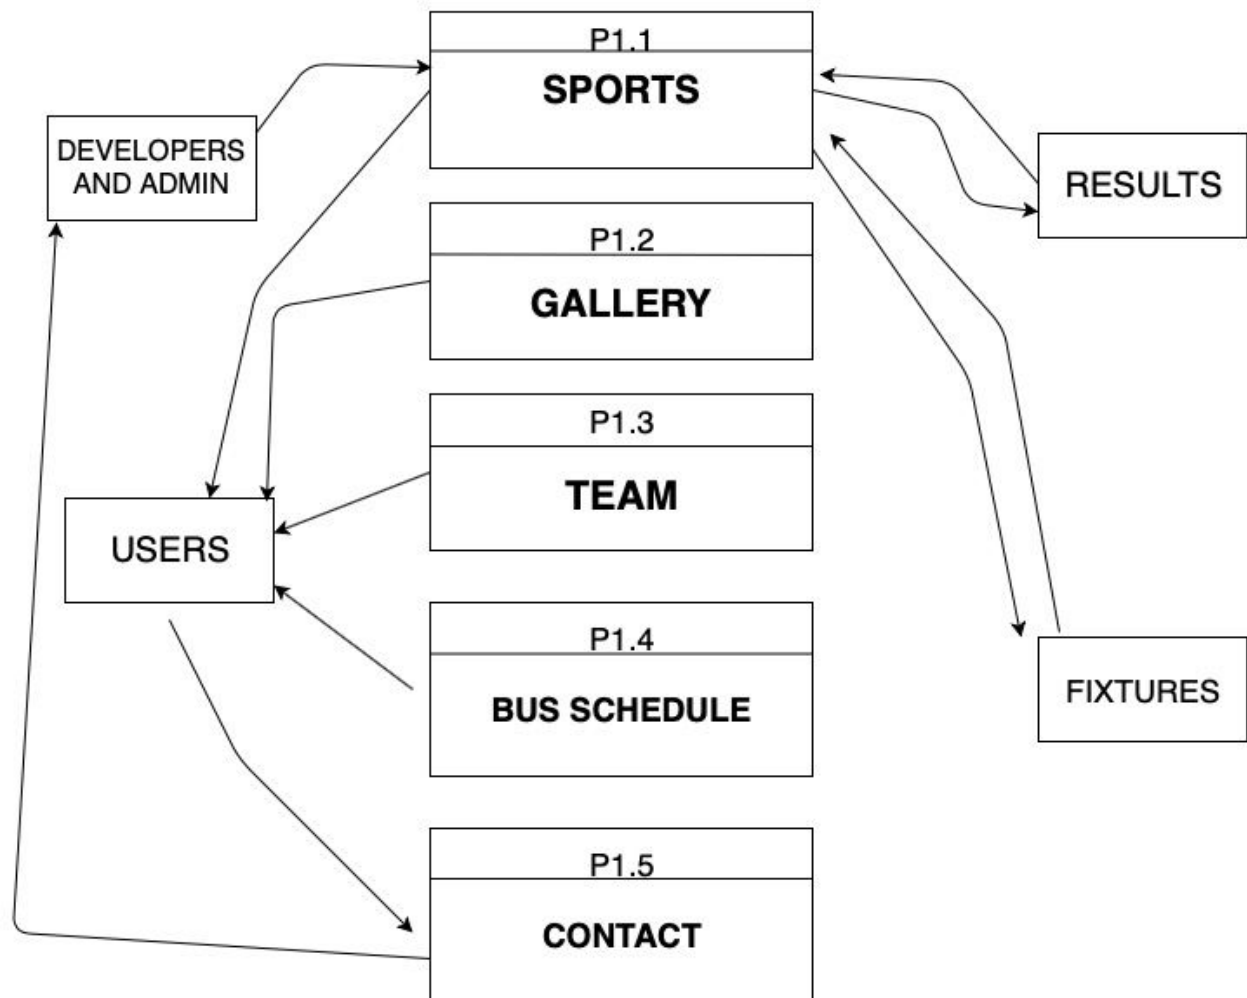 P1.1
SPORTS
DEVELOPERS
AND ADMIN
RESULTS
P1.2
GALLERY
P1.3
TEAM
USERS
P1.4
BUS SCHEDULE
FIXTURES
P1.5
CONTACT